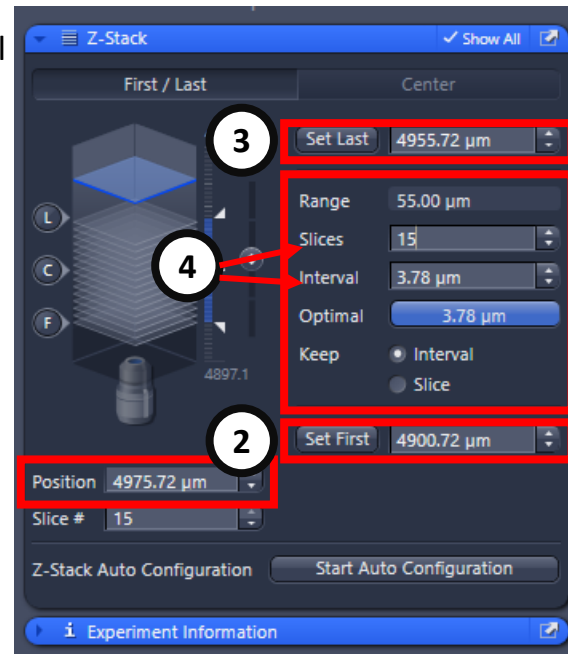 l
Z-Stack
✓ Show All
First / Last
Center
3
Set Last 4955.72 µm
Range 55.00 µm
L
Slices 15
4
C
Interval 3.78 µm
Optimal 3.78 µm
F
Keep Interval
4897.1
Slice
2
Set First 4900.72 µm
Position 4975.72 µm
Slice # 15
Z-Stack Auto Configuration Start Auto Configuration
i Experiment Information